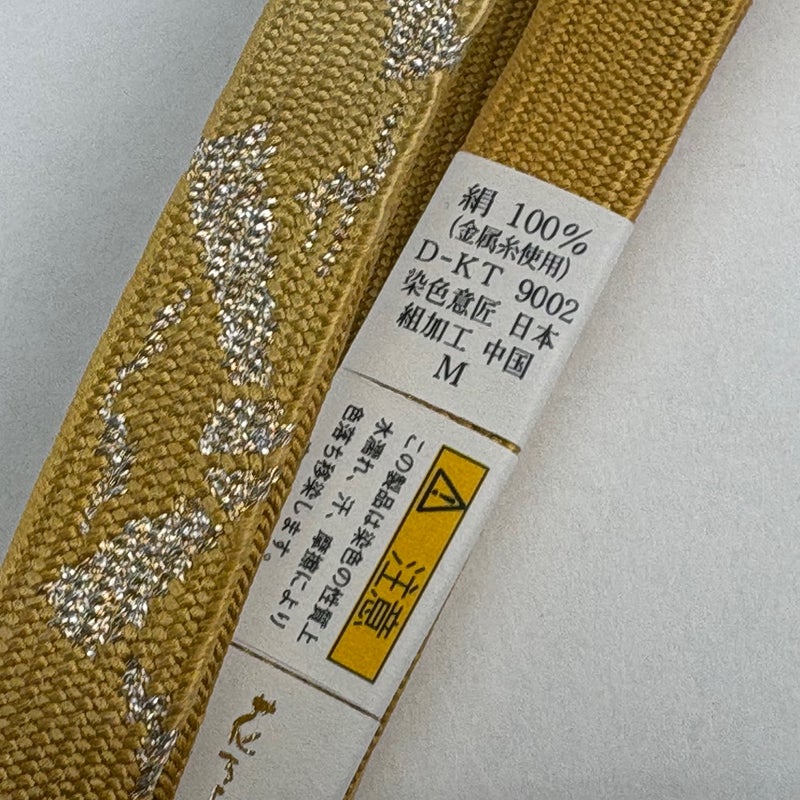 絹 100%
(金属糸使用)
D-KT 9002
染色意匠 日本
組加工 中国
M
⚠ 注意
この製品は染色の性質上
水濡れ、汗、摩擦により
色落ち移染します。